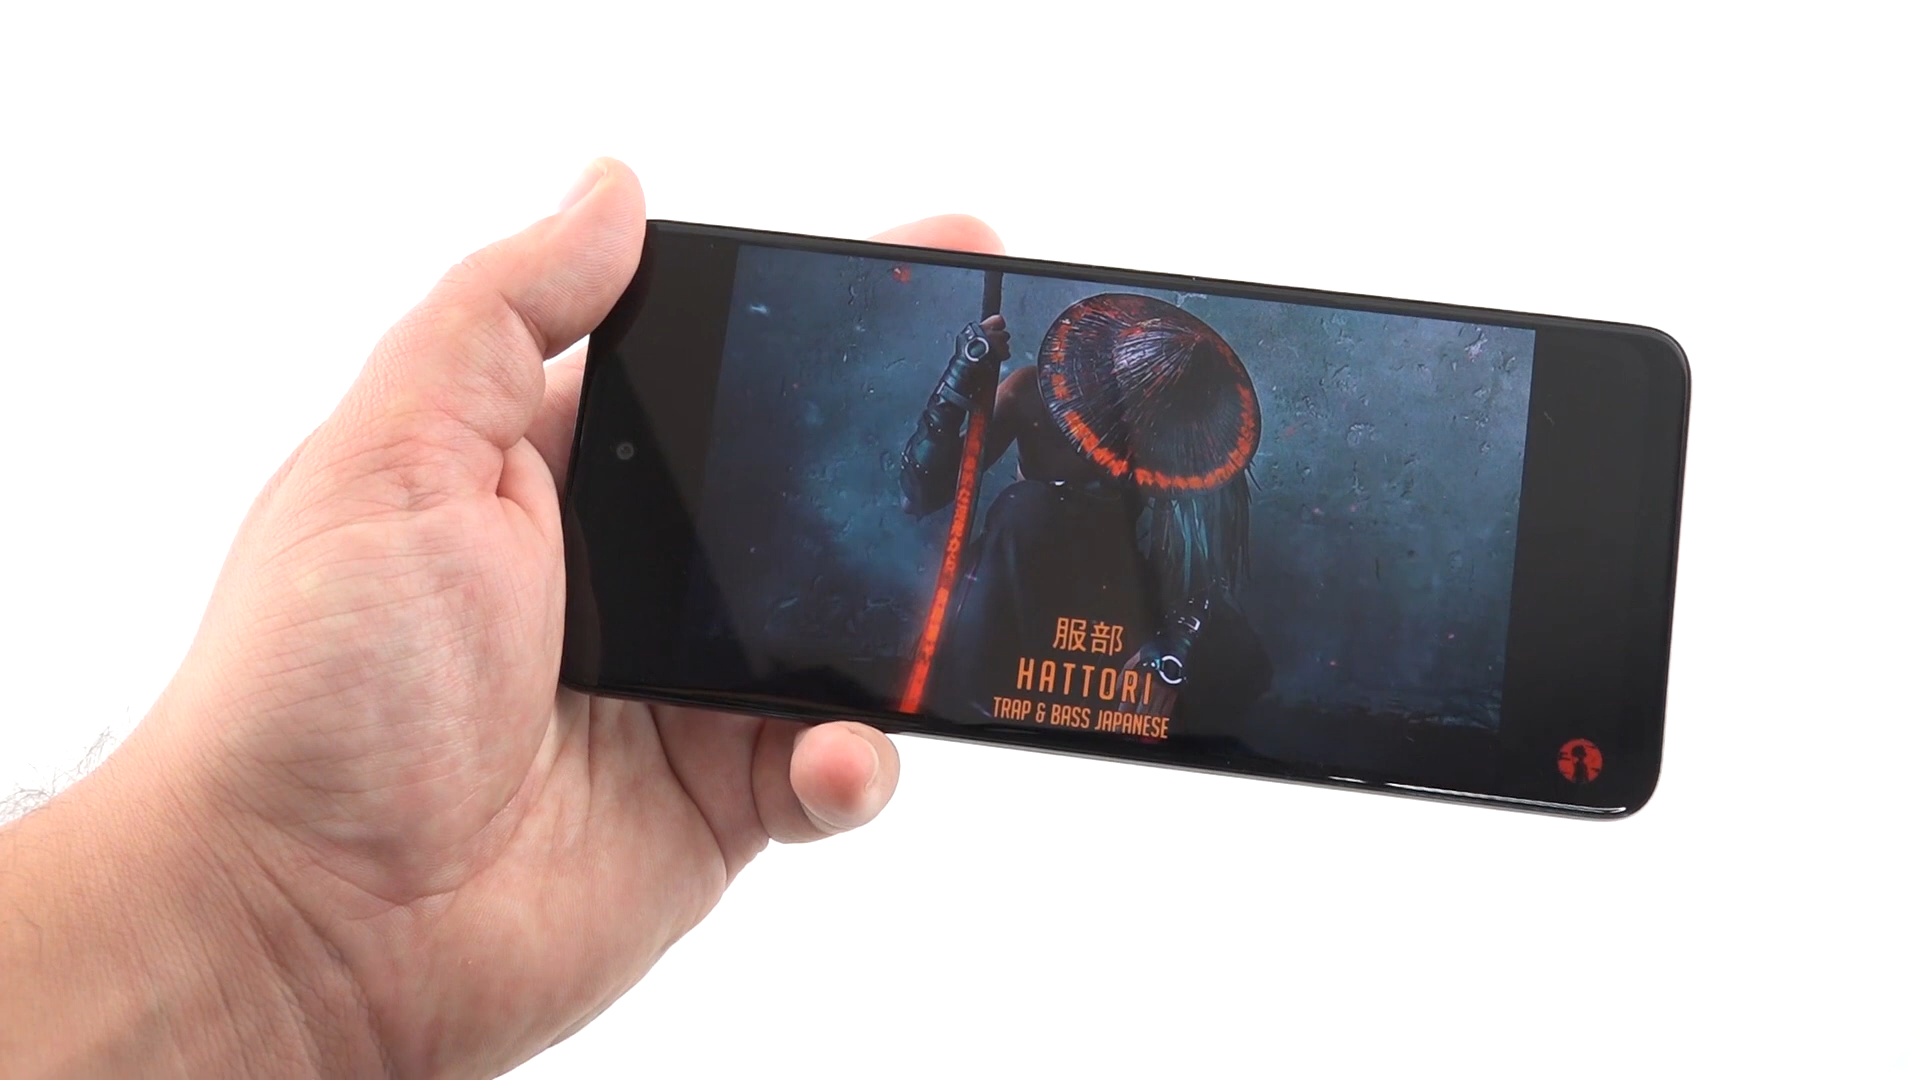 服部
HATTORI
TRAP & BASS JAPANESE